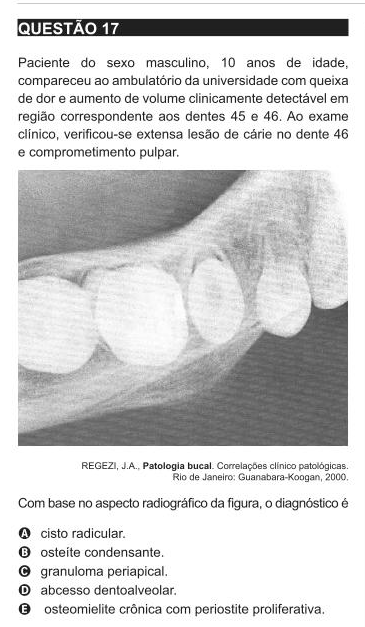 QUESTÃO 17
Paciente do sexo masculino, 10 anos de idade,
compareceu ao ambulatório da universidade com queixa
de dor e aumento de volume clinicamente detectável em
região correspondente aos dentes 45 e 46. Ao exame
clínico, verificou-se extensa lesão de cárie no dente 46
e comprometimento pulpar.
REGEZI, J.A., Patologia bucal. Correlações clínico patológicas.
Rio de Janeiro: Guanabara-Koogan, 2000.
Com base no aspecto radiográfico da figura, o diagnóstico é
A cisto radicular.
B osteíte condensante.
C granuloma periapical.
D abcesso dentoalveolar.
E osteomielite crônica com periostite proliferativa.